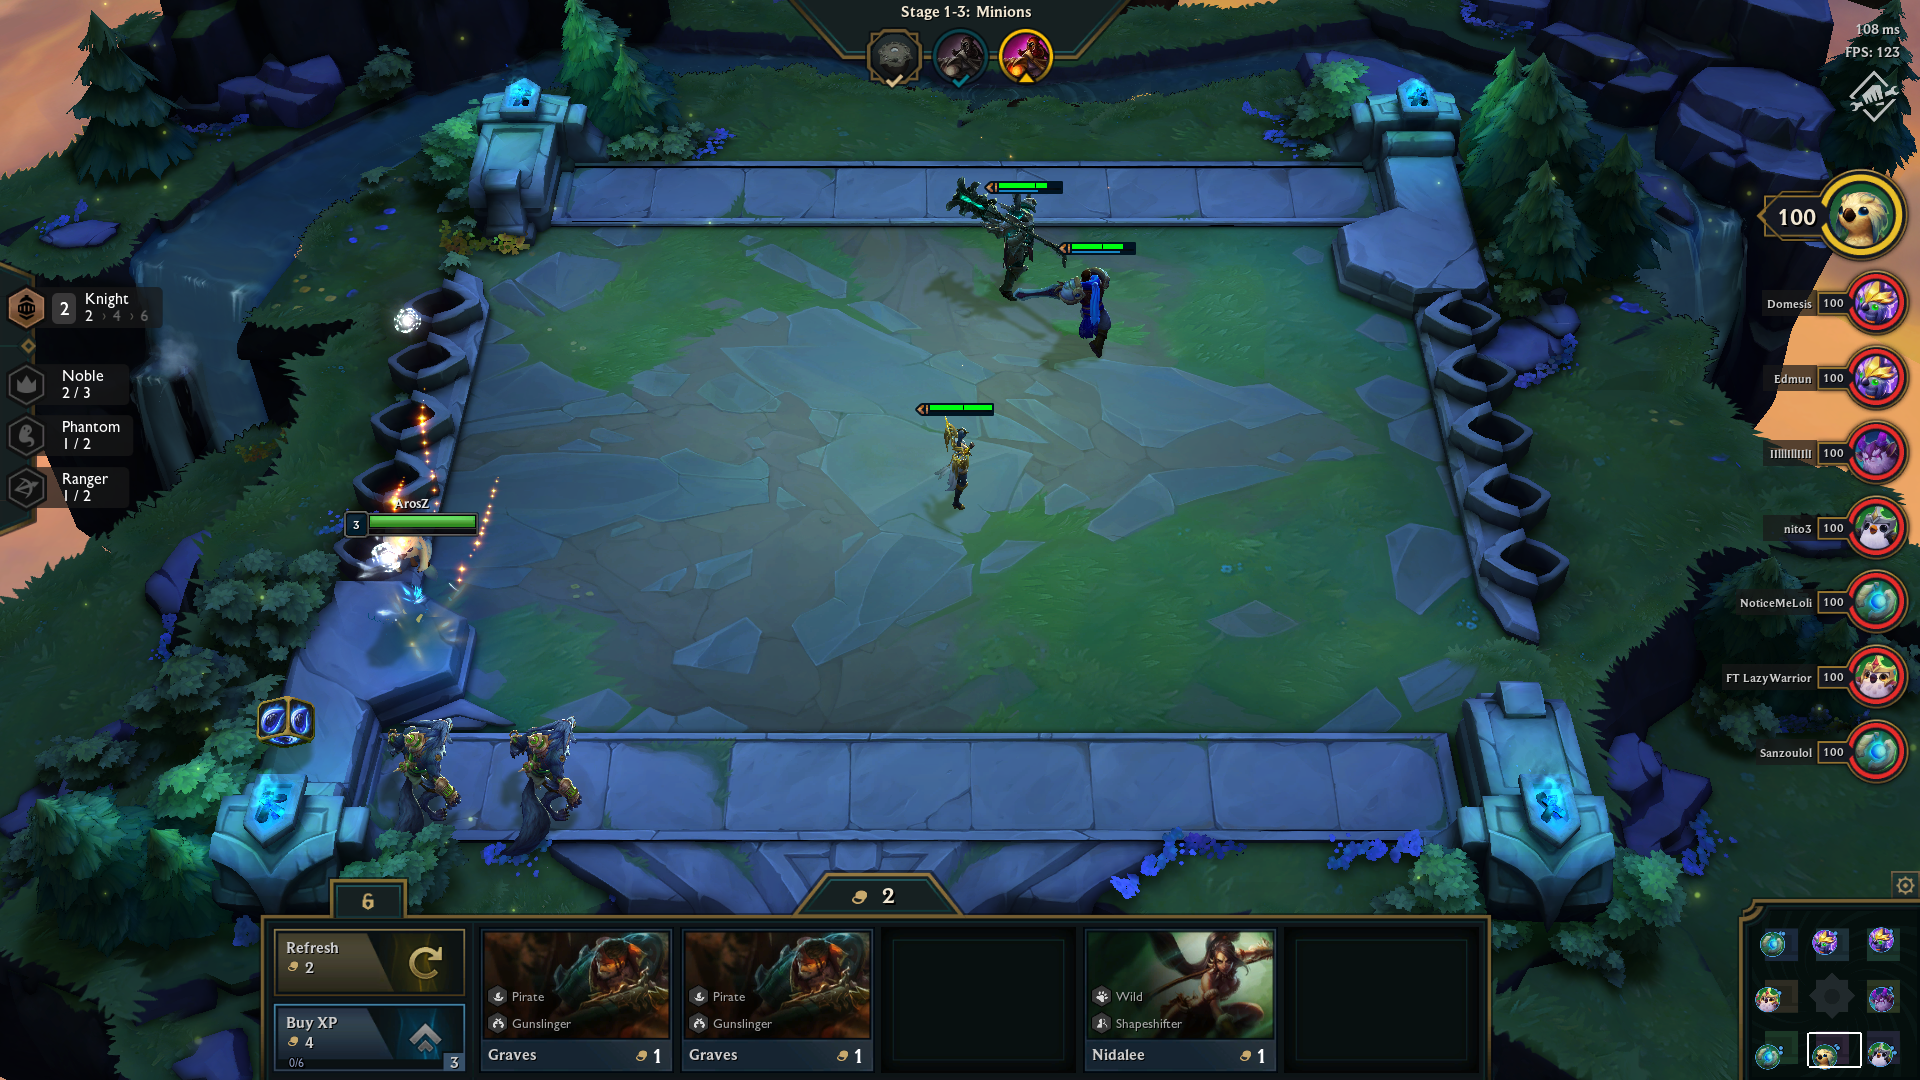 Stage 1-3: Minions
108 ms
FPS: 123
100
Domesis 100
Edmun 100
100
nito3 100
NoticeMeLoli 100
FT LazyWarrior 100
Sanzoulol 100
2 Knight
2 › 4 › 6
Noble
2 / 3
Phantom
1 / 2
Ranger
1 / 2
ArosZ
3
6
2
Refresh
2
Buy XP
4
0/6
3
Pirate
Gunslinger
Graves 1
Pirate
Gunslinger
Graves 1
Wild
Shapeshifter
Nidalee 1